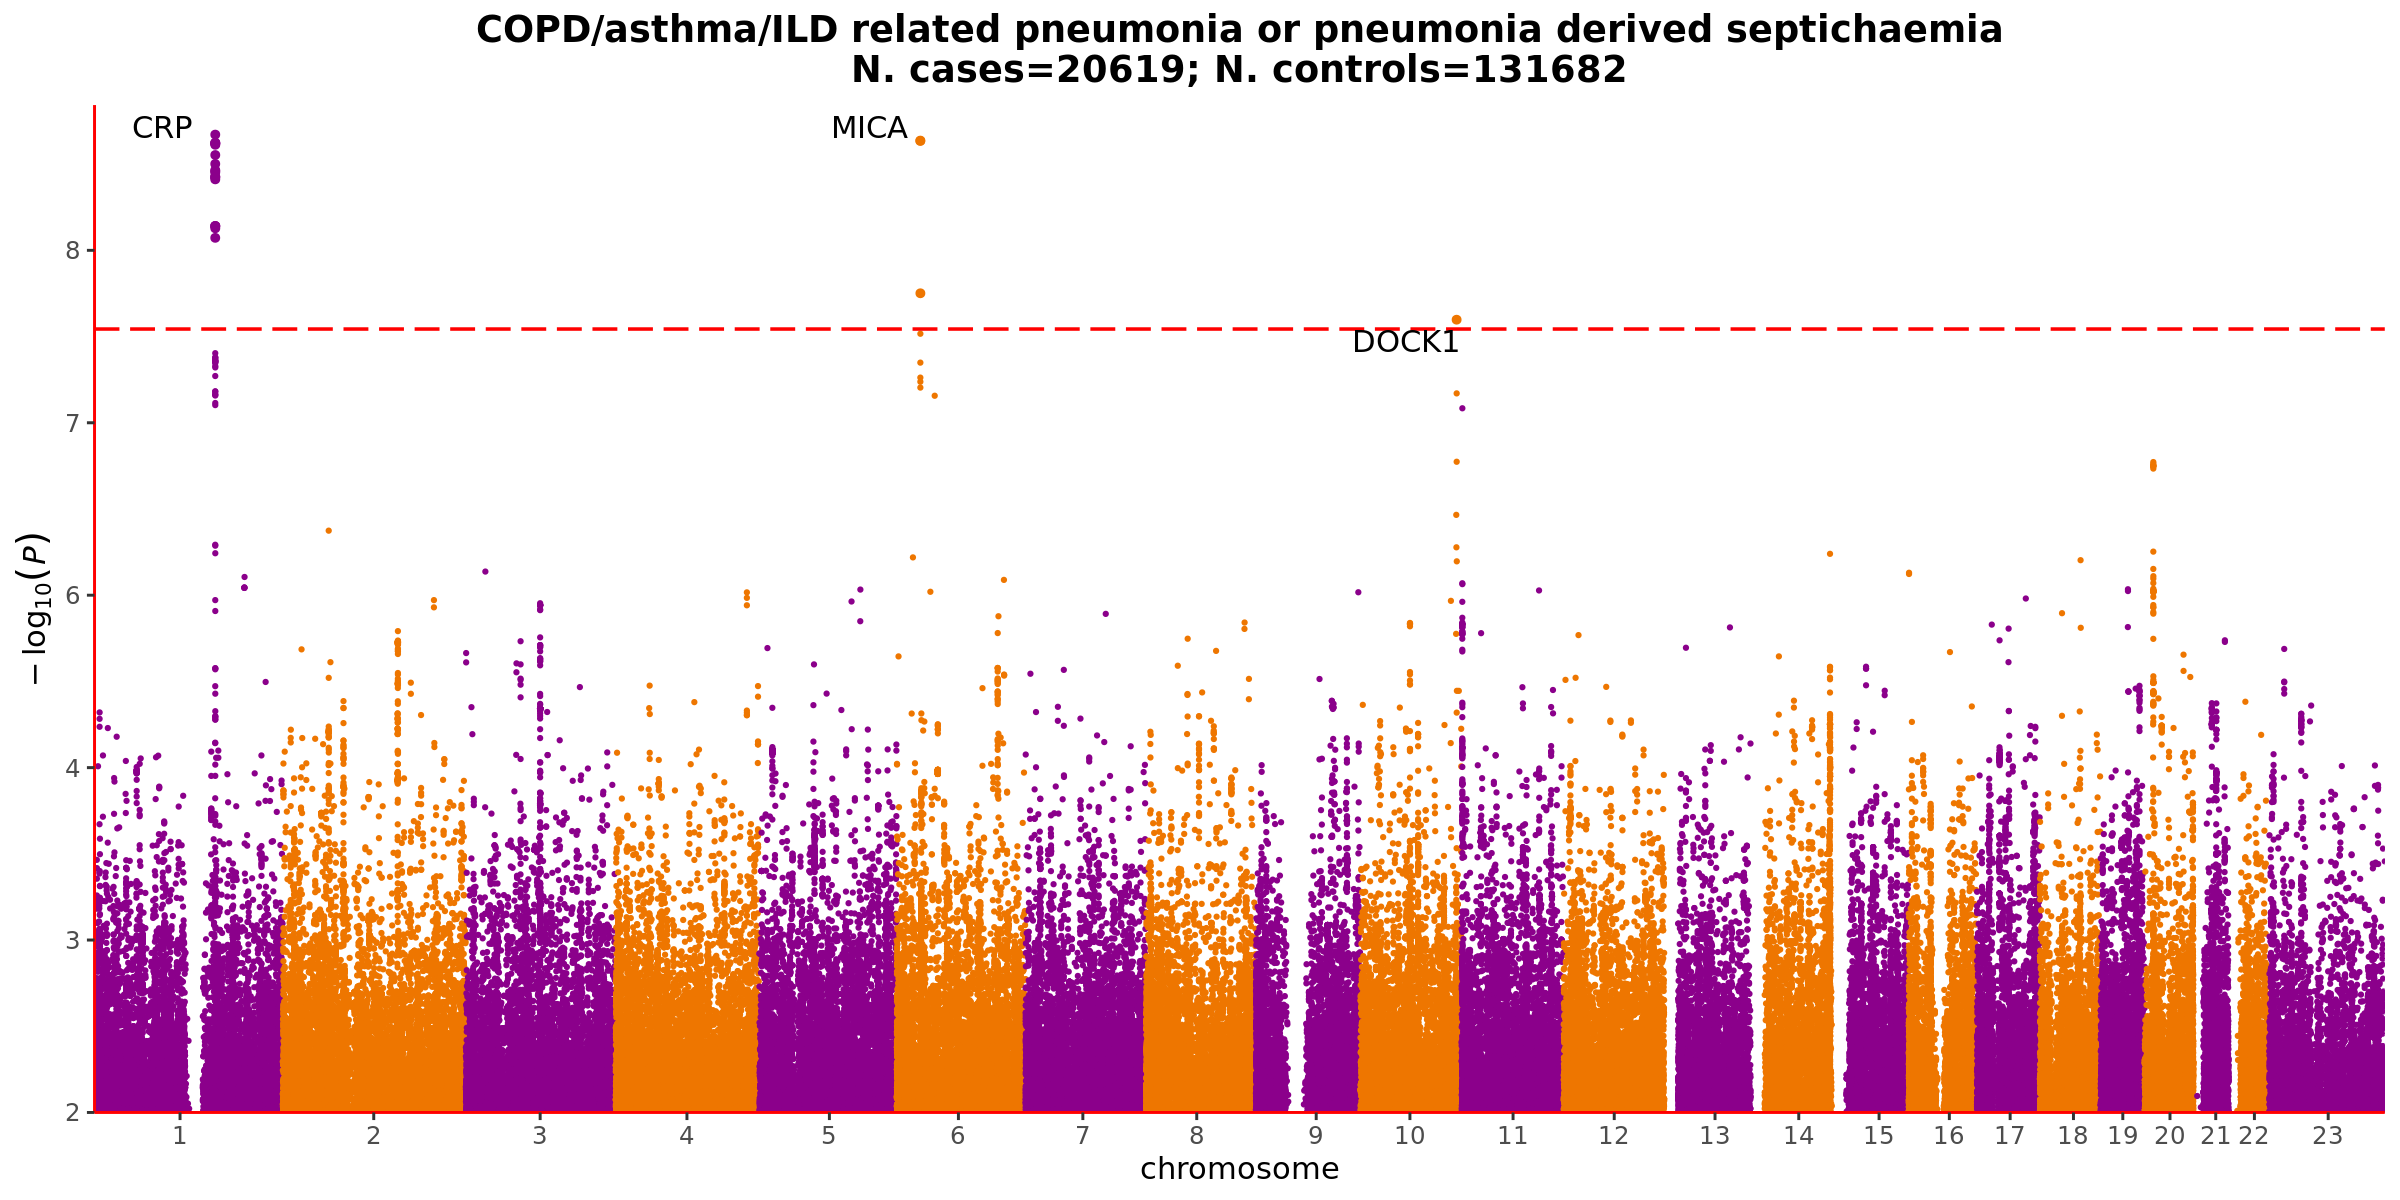 COPD/asthma/ILD related pneumonia or pneumonia derived septichaemia
N. cases=20619; N. controls=131682
CRP
MICA
DOCK1
8
7
6
4
3
2
− log10(P)
1 2 3 4 5 6 7 8 9 10 11 12 13 14 15 16 17 18 19 20 21 22 23
chromosome